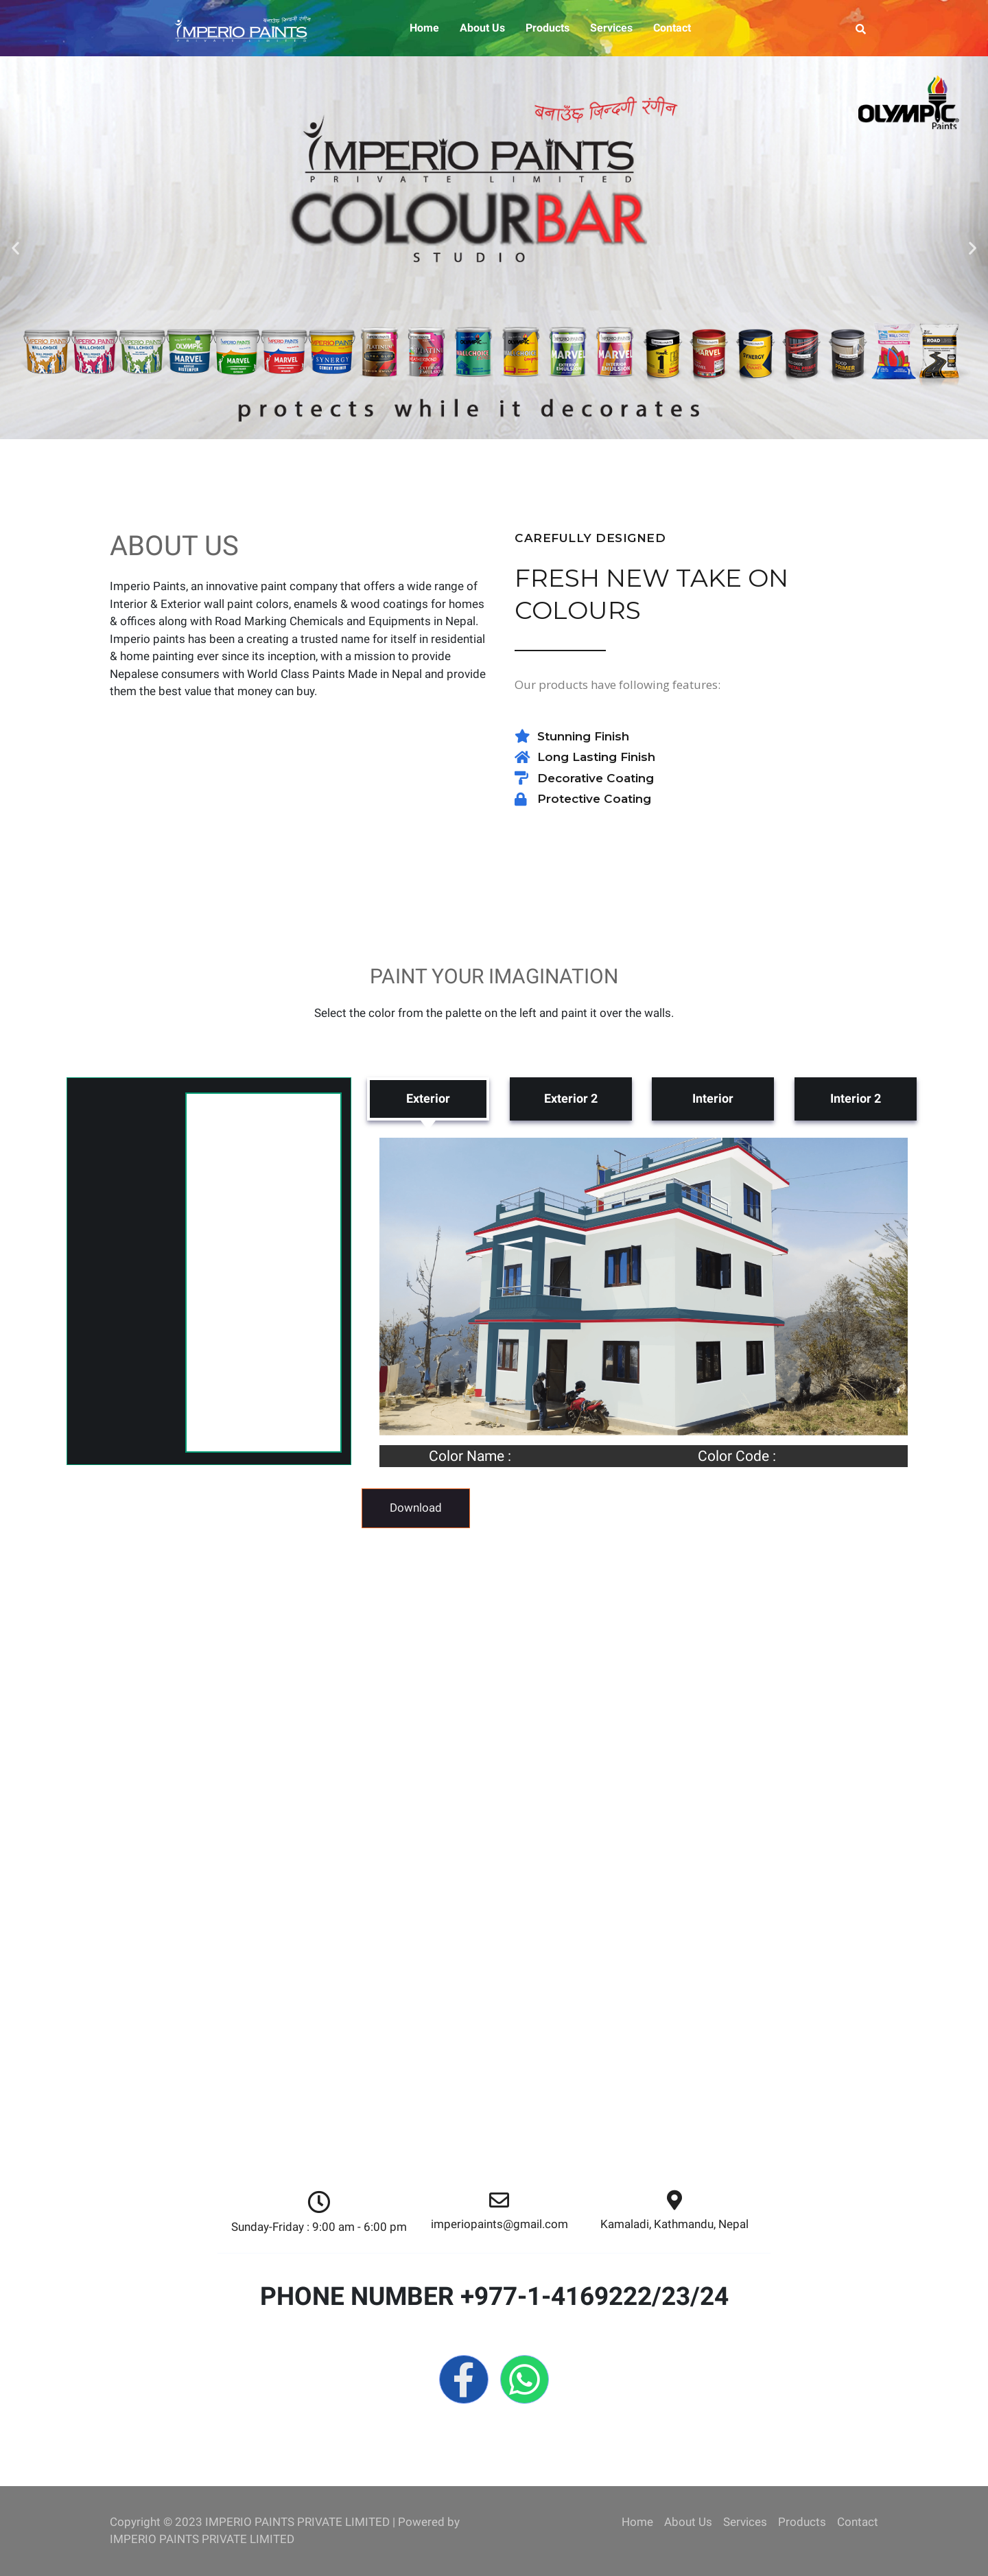 बनाउँछ जिन्दगी रंगीन
IMPERIO PAINTS
PRIVATE LIMITED
Home About Us Products Services Contact
बनाउँछ जिन्दगी रंगीन
IMPERIO PAINTS
PRIVATE LIMITED
COLOURBAR
STUDIO
OLYMPIC
Paints
protects while it decorates
ABOUT US
Imperio Paints, an innovative paint company that offers a wide range of
Interior & Exterior wall paint colors, enamels & wood coatings for homes
& offices along with Road Marking Chemicals and Equipments in Nepal.
Imperio paints has been a creating a trusted name for itself in residential
& home painting ever since its inception, with a mission to provide
Nepalese consumers with World Class Paints Made in Nepal and provide
them the best value that money can buy.
CAREFULLY DESIGNED
FRESH NEW TAKE ON
COLOURS
Our products have following features:
Stunning Finish
Long Lasting Finish
Decorative Coating
Protective Coating
PAINT YOUR IMAGINATION
Select the color from the palette on the left and paint it over the walls.
Exterior Exterior 2 Interior Interior 2
Color Name : Color Code :
Download
Sunday-Friday : 9:00 am - 6:00 pm
imperiopaints@gmail.com
Kamaladi, Kathmandu, Nepal
PHONE NUMBER +977-1-4169222/23/24
Copyright © 2023 IMPERIO PAINTS PRIVATE LIMITED | Powered by
IMPERIO PAINTS PRIVATE LIMITED
Home About Us Services Products Contact